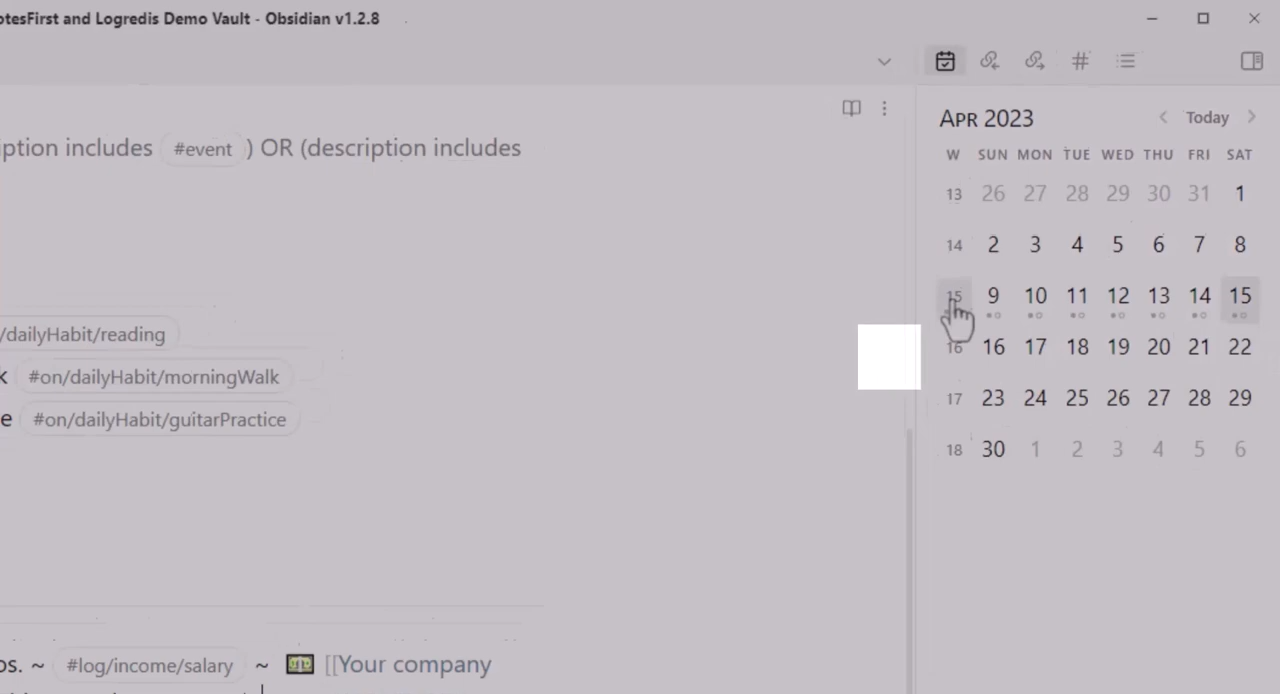 otesFirst and Logredis Demo Vault - Obsidian v1.2.8
iption includes #event ) OR (description includes
/dailyHabit/reading
k #on/dailyHabit/morningWalk
e #on/dailyHabit/guitarPractice
os. ~ #log/income/salary ~ [[Your company
APR 2023 < Today >
W SUN MON TUE WED THU FRI SAT
13 26 27 28 29 30 31 1
14 2 3 4 5 6 7 8
15 9 10 11 12 13 14 15
16 16 17 18 19 20 21 22
17 23 24 25 26 27 28 29
18 30 1 2 3 4 5 6